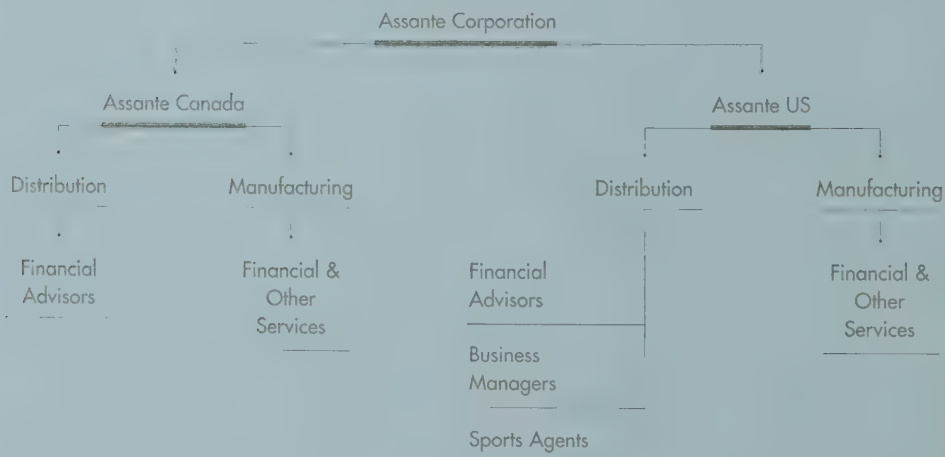 Assante Corporation
Assante Canada
Assante US
Distribution
Manufacturing
Distribution
Manufacturing
Financial
Advisors
Financial &
Other
Services
Financial
Advisors
Business
Managers
Sports Agents
Financial &
Other
Services